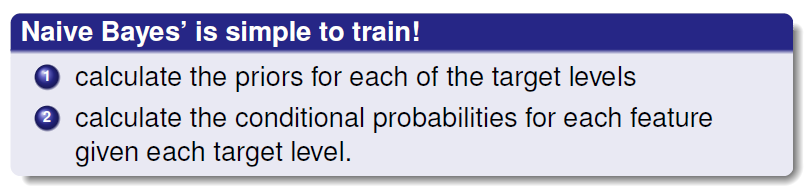 Naive Bayes’ is simple to train!
1 calculate the priors for each of the target levels
2 calculate the conditional probabilities for each feature
given each target level.